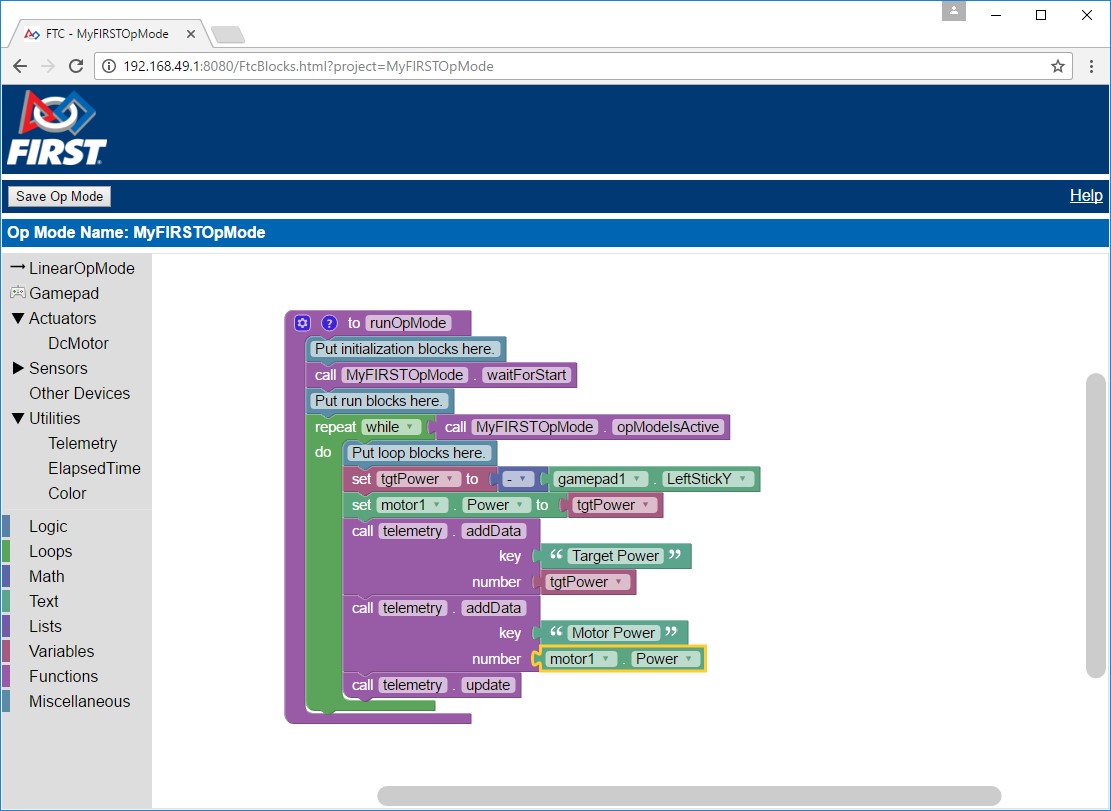 FTC - MyFIRSTOpMode
192.168.49.1:8080/FtcBlocks.html?project=MyFIRSTOpMode
FIRST
Save Op Mode
Help
Op Mode Name: MyFIRSTOpMode
LinearOpMode
Gamepad
Actuators
DcMotor
Sensors
Other Devices
Utilities
Telemetry
ElapsedTime
Color
Logic
Loops
Math
Text
Lists
Variables
Functions
Miscellaneous
? to runOpMode
Put initialization blocks here.
call MyFIRSTOpMode . waitForStart
Put run blocks here.
repeat while call MyFIRSTOpMode . opModeIsActive
do Put loop blocks here.
set tgtPower to - gamepad1 . LeftStickY
set motor1 . Power to tgtPower
call telemetry . addData
key “ Target Power ”
number tgtPower
call telemetry . addData
key “ Motor Power ”
number motor1 . Power
call telemetry . update